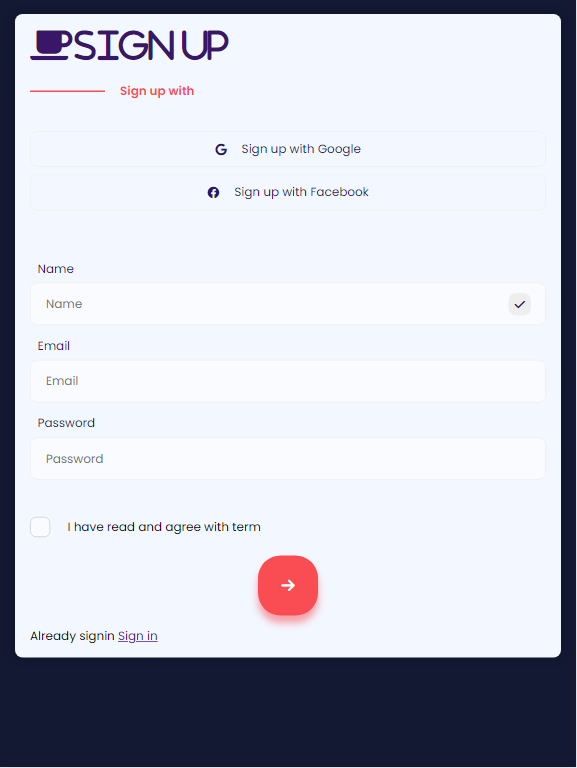 SIGN UP
Sign up with
Sign up with Google
Sign up with Facebook
Name
Name
Email
Email
Password
Password
I have read and agree with term
Already signin Sign in